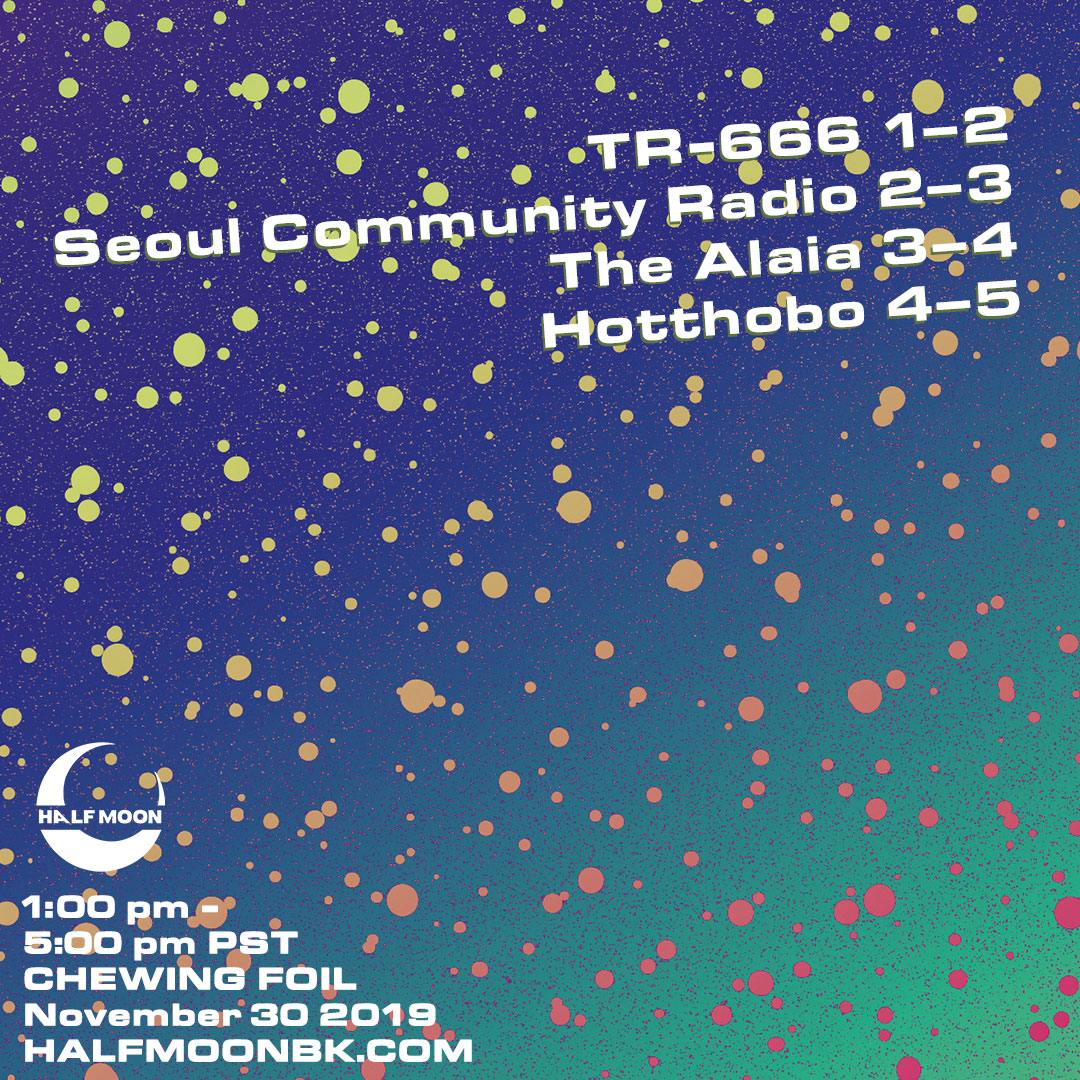 TR-666 1–2
Seoul Community Radio 2–3
The Alaia 3–4
Hotthobo 4–5
HALF MOON
1:00 pm -
5:00 pm PST
CHEWING FOIL
November 30 2019
HALFMOONBK.COM